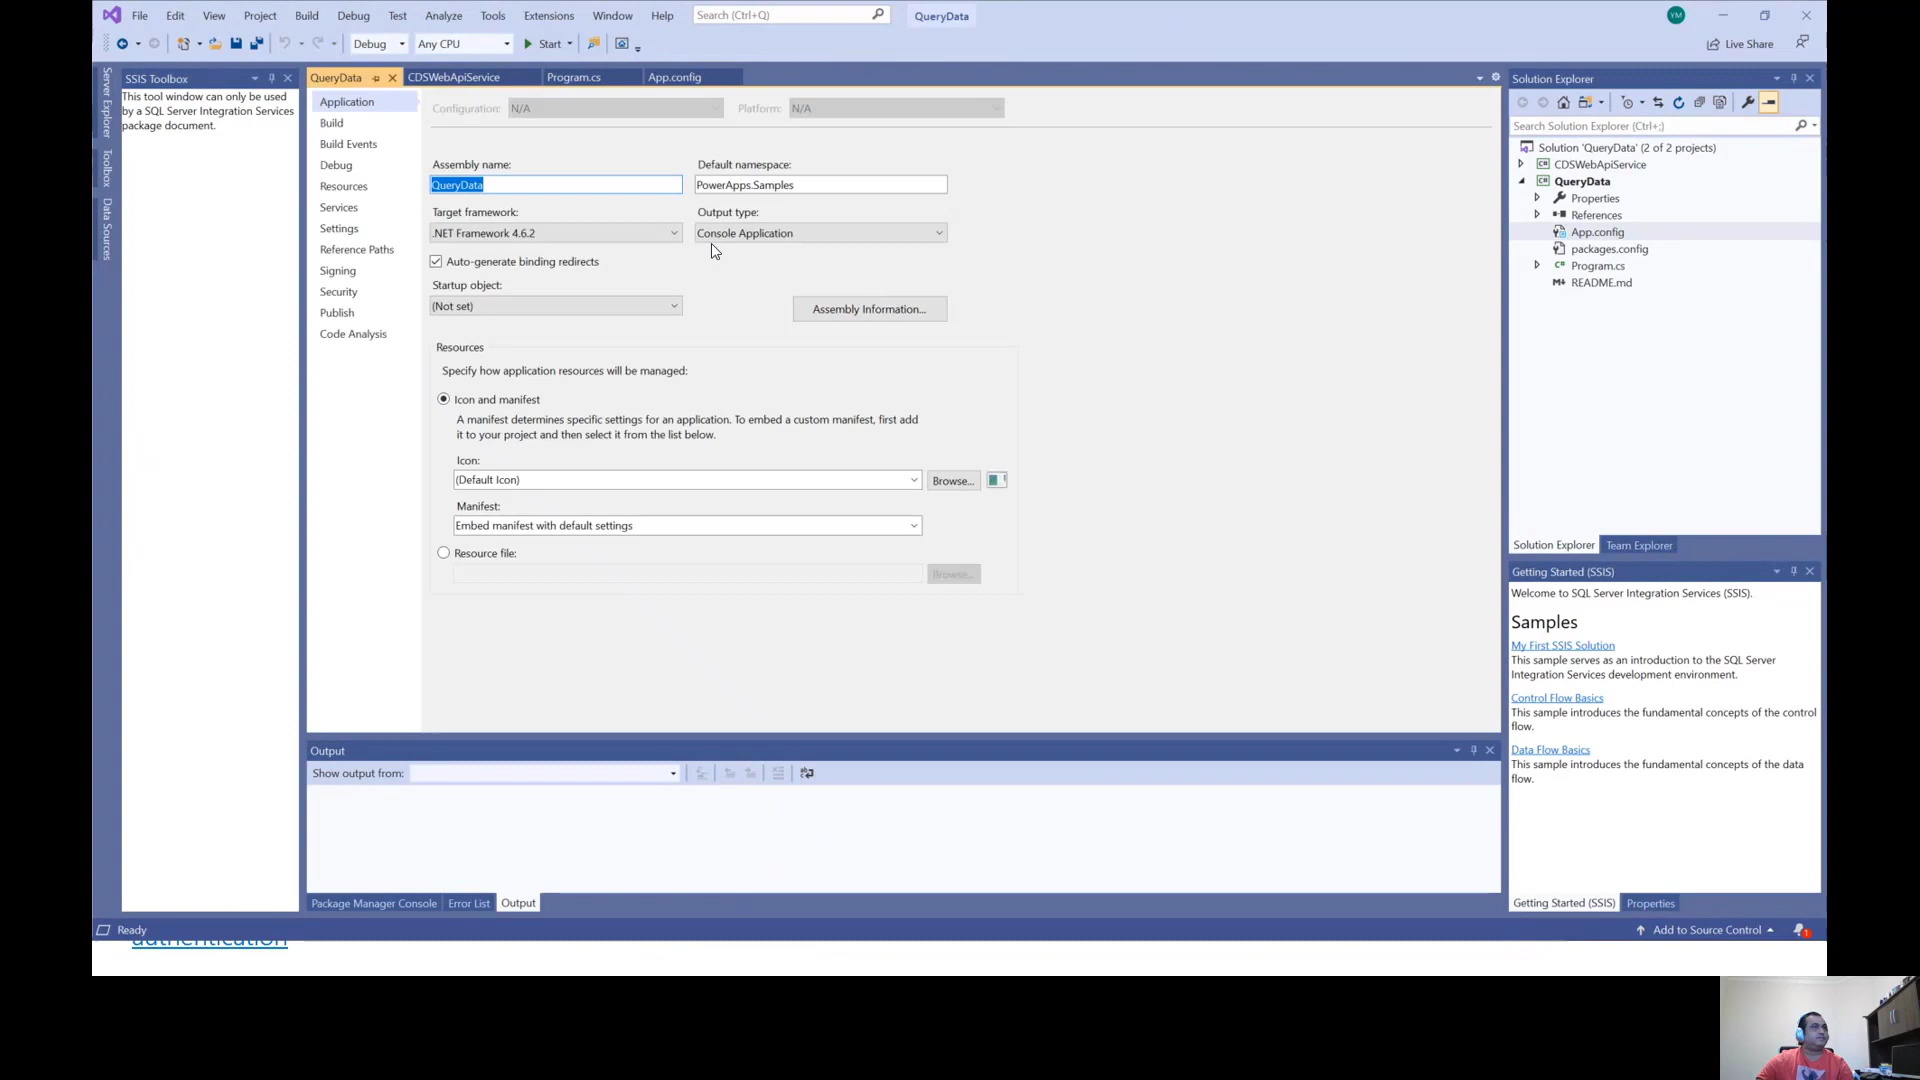 File Edit View Project Build Debug Test Analyze Tools Extensions Window Help Search (Ctrl+Q) QueryData YM
Debug Any CPU Start Live Share
Server Explorer
Toolbox
Data Sources
SSIS Toolbox
This tool window can only be used
by a SQL Server Integration Services
package document.
QueryData CDSWebApiService Program.cs App.config
Application
Build
Build Events
Debug
Resources
Services
Settings
Reference Paths
Signing
Security
Publish
Code Analysis
Configuration: N/A Platform: N/A
Assembly name: Default namespace:
QueryData PowerApps.Samples
Target framework: Output type:
.NET Framework 4.6.2 Console Application
Auto-generate binding redirects
Startup object:
(Not set) Assembly Information...
Resources
Specify how application resources will be managed:
Icon and manifest
A manifest determines specific settings for an application. To embed a custom manifest, first add
it to your project and then select it from the list below.
Icon:
(Default Icon) Browse...
Manifest:
Embed manifest with default settings
Resource file:
Browse...
Output
Show output from:
Package Manager Console Error List Output
Solution Explorer
Search Solution Explorer (Ctrl+;)
Solution 'QueryData' (2 of 2 projects)
CDSWebApiService
QueryData
Properties
References
App.config
packages.config
Program.cs
README.md
Solution Explorer Team Explorer
Getting Started (SSIS)
Welcome to SQL Server Integration Services (SSIS).
Samples
My First SSIS Solution
This sample serves as an introduction to the SQL Server
Integration Services development environment.
Control Flow Basics
This sample introduces the fundamental concepts of the control
flow.
Data Flow Basics
This sample introduces the fundamental concepts of the data
flow.
Getting Started (SSIS) Properties
Ready Add to Source Control 1
authentication